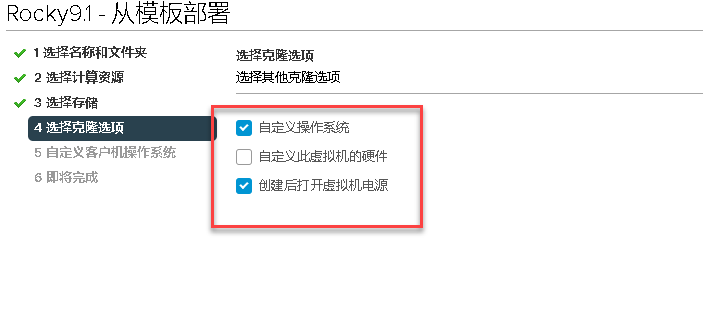 Rocky9.1 - 从模板部署
1 选择名称和文件夹
2 选择计算资源
3 选择存储
4 选择克隆选项
5 自定义客户机操作系统
6 即将完成
选择克隆选项
选择其他克隆选项
自定义操作系统
自定义此虚拟机的硬件
创建后打开虚拟机电源